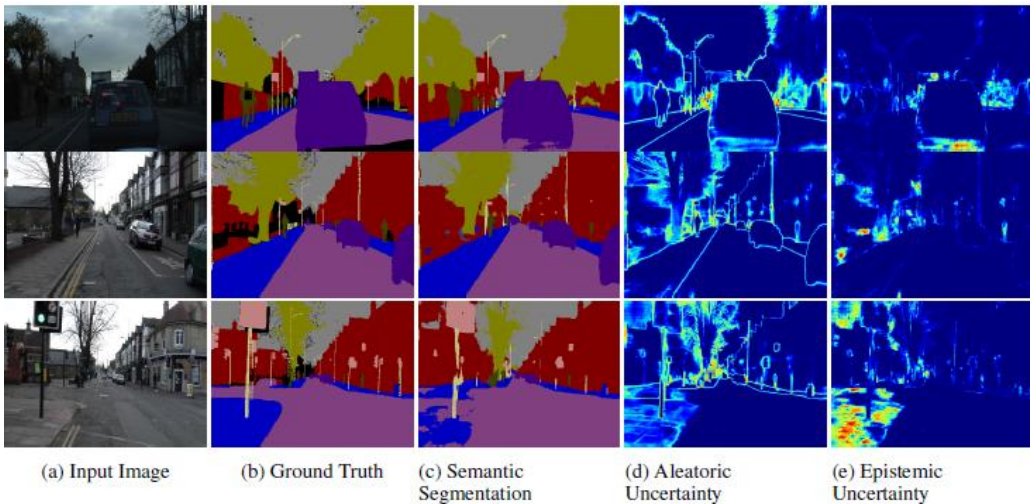 (a) Input Image
(b) Ground Truth
(c) Semantic
Segmentation
(d) Aleatoric
Uncertainty
(e) Epistemic
Uncertainty